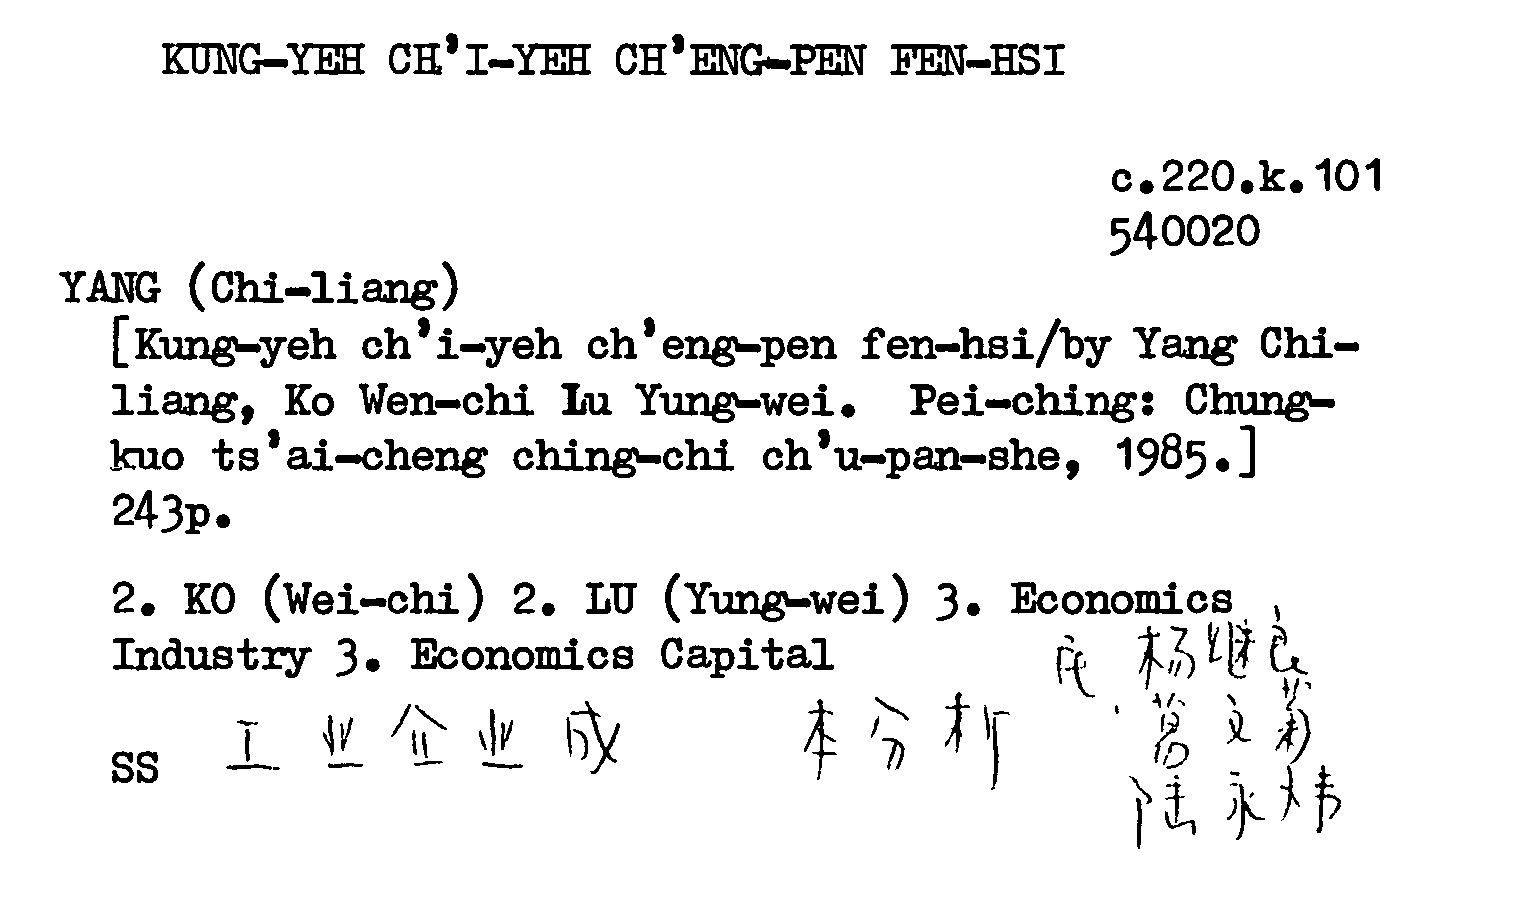 KUNG-YEH CH'I-YEH CH'ENG-PEN FEN-HSI
c.220.k.101
540020
YANG (Chi-liang)
[Kung-yeh ch'i-yeh ch'eng-pen fen-hsi/by Yang Chi-
liang, Ko Wen-chi Lu Yung-wei. Pei-ching: Chung-
kuo ts'ai-cheng ching-chi ch'u-pan-she, 1985.]
243p.
2. KO (Wei-chi) 2. LU (Yung-wei) 3. Economics
Industry 3. Economics Capital
杨继良
SS 工业企业成 本分析 葛文菊
陆永炜